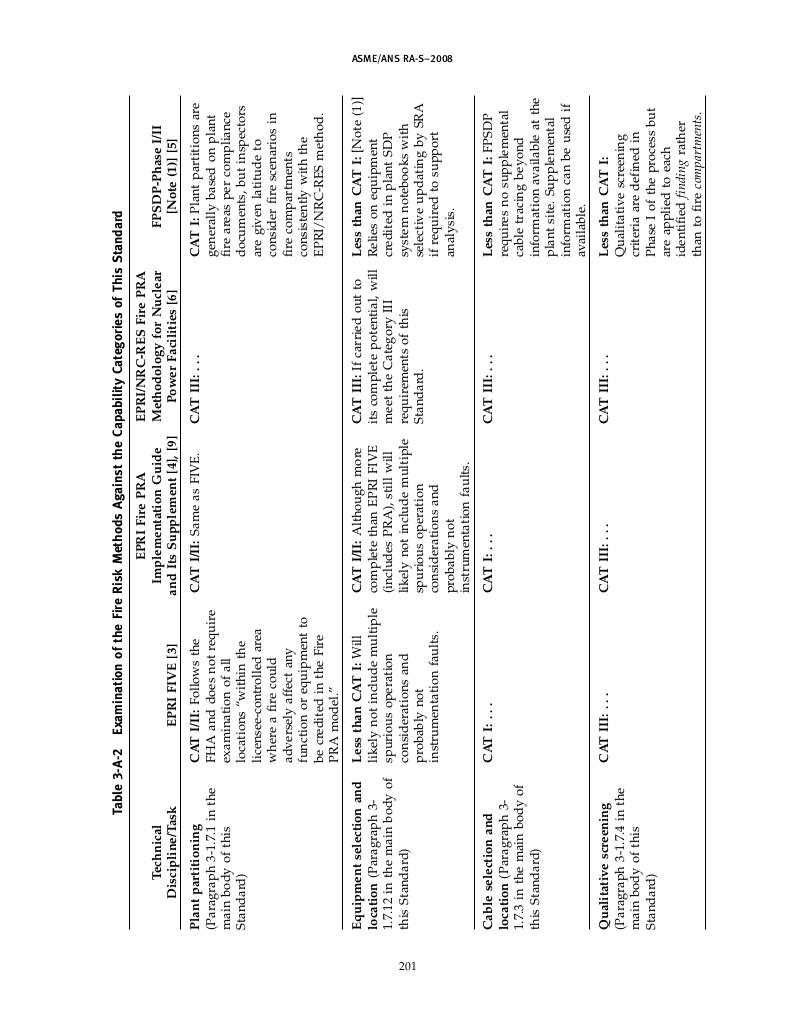 ASME/ANS RA-S–2008
Table 3-A-2 Examination of the Fire Risk Methods Against the Capability Categories of This Standard
Technical
Discipline/Task
EPRI FIVE [3]
EPRI Fire PRA
Implementation Guide
and Its Supplement [4], [9]
EPRI/NRC-RES Fire PRA
Methodology for Nuclear
Power Facilities [6]
FPSDP-Phase I/II
[Note (1)] [5]
Plant partitioning
(Paragraph 3-1.7.1 in the
main body of this
Standard)
CAT I/II: Follows the
FHA and does not require
examination of all
locations “within the
licensee-controlled area
where a fire could
adversely affect any
function or equipment to
be credited in the Fire
PRA model.”
CAT I/II: Same as FIVE.
CAT III: . . .
CAT I: Plant partitions are
generally based on plant
fire areas per compliance
documents, but inspectors
are given latitude to
consider fire scenarios in
fire compartments
consistently with the
EPRI/NRC-RES method.
Equipment selection and
location (Paragraph 3-
1.7.12 in the main body of
this Standard)
Less than CAT I: Will
likely not include multiple
spurious operation
considerations and
probably not
instrumentation faults.
CAT I/II: Although more
complete than EPRI FIVE
(includes PRA), still will
likely not include multiple
spurious operation
considerations and
probably not
instrumentation faults.
CAT III: If carried out to
its complete potential, will
meet the Category III
requirements of this
Standard.
Less than CAT I: [Note (1)]
Relies on equipment
credited in plant SDP
system notebooks with
selective updating by SRA
if required to support
analysis.
Cable selection and
location (Paragraph 3-
1.7.3 in the main body of
this Standard)
CAT I: . . .
CAT I: . . .
CAT III: . . .
Less than CAT I: FPSDP
requires no supplemental
cable tracing beyond
information available at the
plant site. Supplemental
information can be used if
available.
Qualitative screening
(Paragraph 3-1.7.4 in the
main body of this
Standard)
CAT III: . . .
CAT III: . . .
CAT III: . . .
Less than CAT I:
Qualitative screening
criteria are defined in
Phase I of the process but
are applied to each
identified finding rather
than to fire compartments.
201